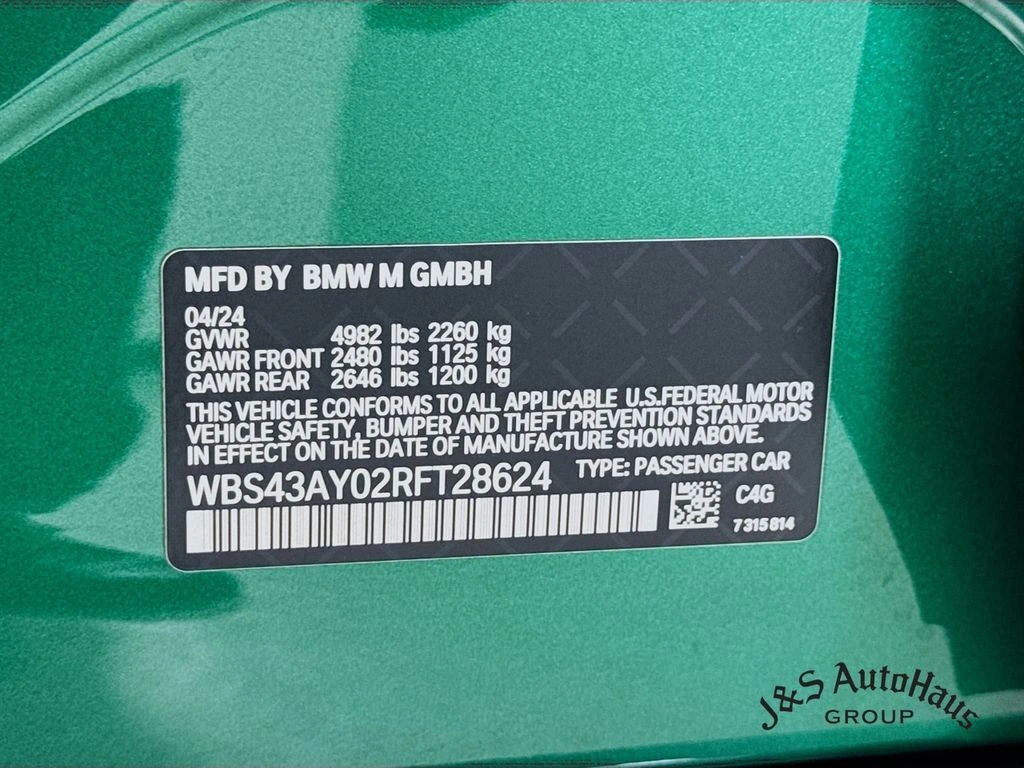 MFD BY BMW M GMBH
04/24
GVWR 4982 lbs 2260 kg
GAWR FRONT 2480 lbs 1125 kg
GAWR REAR 2646 lbs 1200 kg
THIS VEHICLE CONFORMS TO ALL APPLICABLE U.S.FEDERAL MOTOR
VEHICLE SAFETY, BUMPER AND THEFT PREVENTION STANDARDS
IN EFFECT ON THE DATE OF MANUFACTURE SHOWN ABOVE.
WBS43AY02RFT28624 TYPE: PASSENGER CAR
C4G
7315814
J&S AutoHaus
GROUP